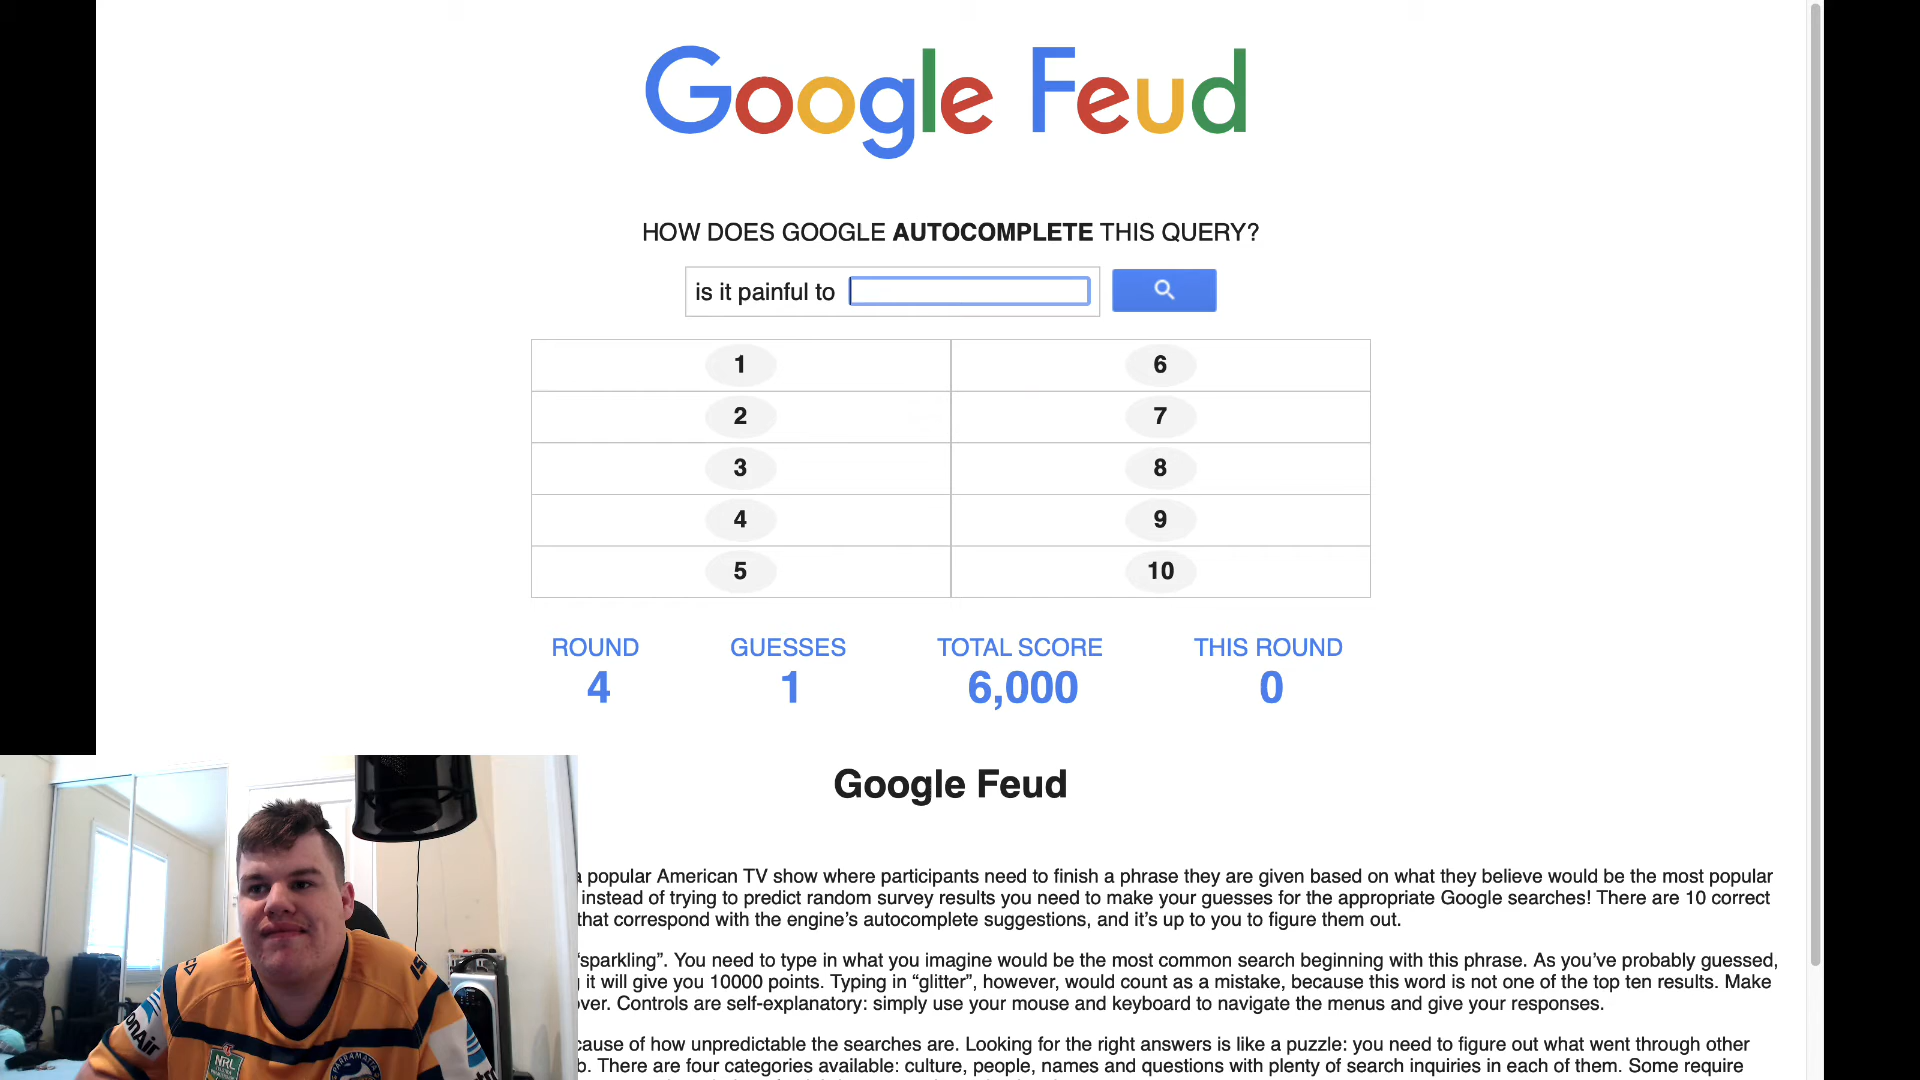 Google Feud
HOW DOES GOOGLE AUTOCOMPLETE THIS QUERY?
is it painful to
1 6
2 7
3 8
4 9
5 10
ROUND GUESSES TOTAL SCORE THIS ROUND
4 1 6,000 0
Google Feud
popular American TV show where participants need to finish a phrase they are given based on what they believe would be the most popular
instead of trying to predict random survey results you need to make your guesses for the appropriate Google searches! There are 10 correct
that correspond with the engine’s autocomplete suggestions, and it’s up to you to figure them out.
“sparkling”. You need to type in what you imagine would be the most common search beginning with this phrase. As you’ve probably guessed,
it will give you 10000 points. Typing in “glitter”, however, would count as a mistake, because this word is not one of the top ten results. Make
over. Controls are self-explanatory: simply use your mouse and keyboard to navigate the menus and give your responses.
cause of how unpredictable the searches are. Looking for the right answers is like a puzzle: you need to figure out what went through other
b. There are four categories available: culture, people, names and questions with plenty of search inquiries in each of them. Some require
NRL
PARRAMATTA